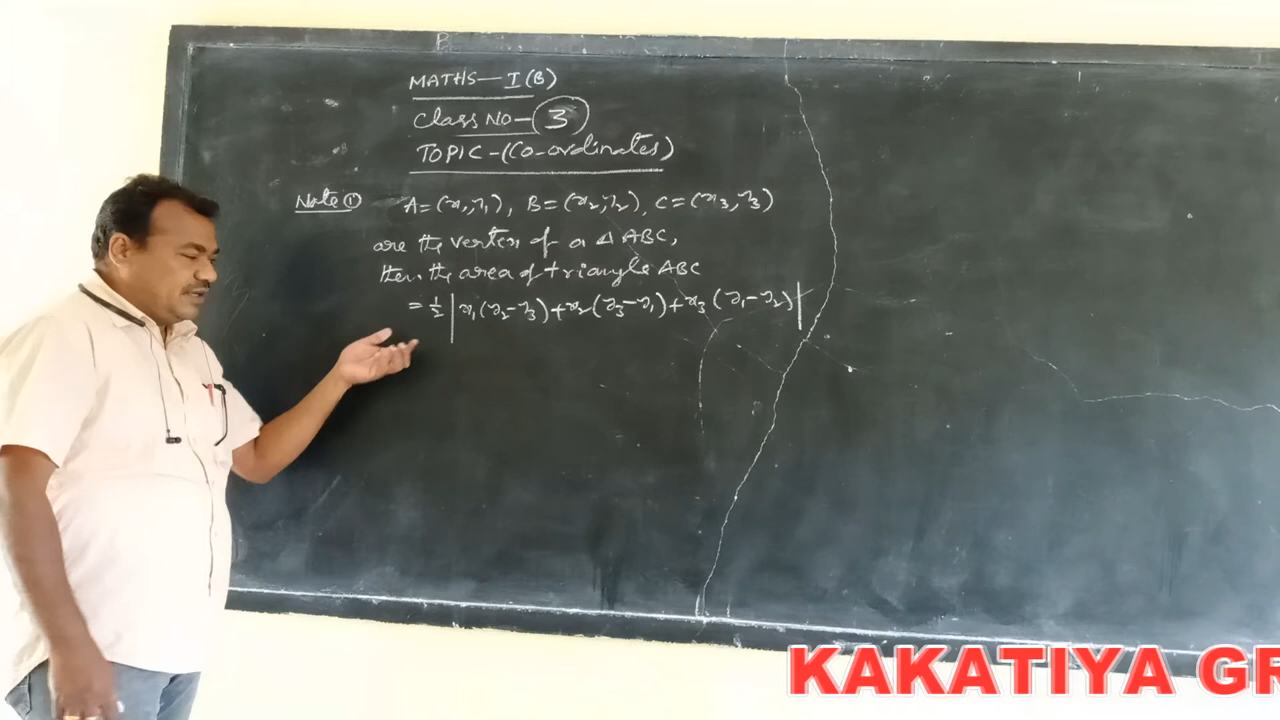 MATHS - I (B)
Class NO - 3
TOPIC - (Co-ordinates)
Note ① A = (x₁, y₁), B = (x₂, y₂), C = (x₃, y₃)
are the vertex of a △ ABC,
then the area of triangle ABC
= 1/2 | x₁(y₂-y₃) + x₂(y₃-y₁) + x₃(y₁-y₂) |
KAKATIYA GR